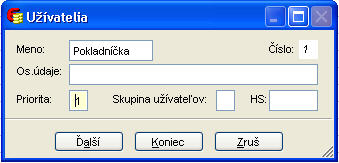 Užívatelia
Meno: Pokladníčka Číslo: 1
Os.údaje:
Priorita: 1 Skupina užívateľov: HS:
Ďalší Koniec Zruš